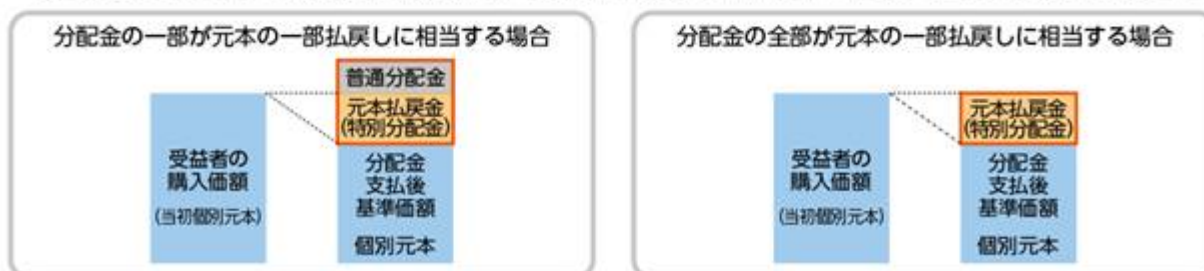 分配金の一部が元本の一部払戻しに相当する場合
普通分配金
元本払戻金
(特別分配金)
受益者の
購入価額
(当初個別元本)
分配金
支払後
基準価額
個別元本
分配金の全部が元本の一部払戻しに相当する場合
元本払戻金
(特別分配金)
受益者の
購入価額
(当初個別元本)
分配金
支払後
基準価額
個別元本